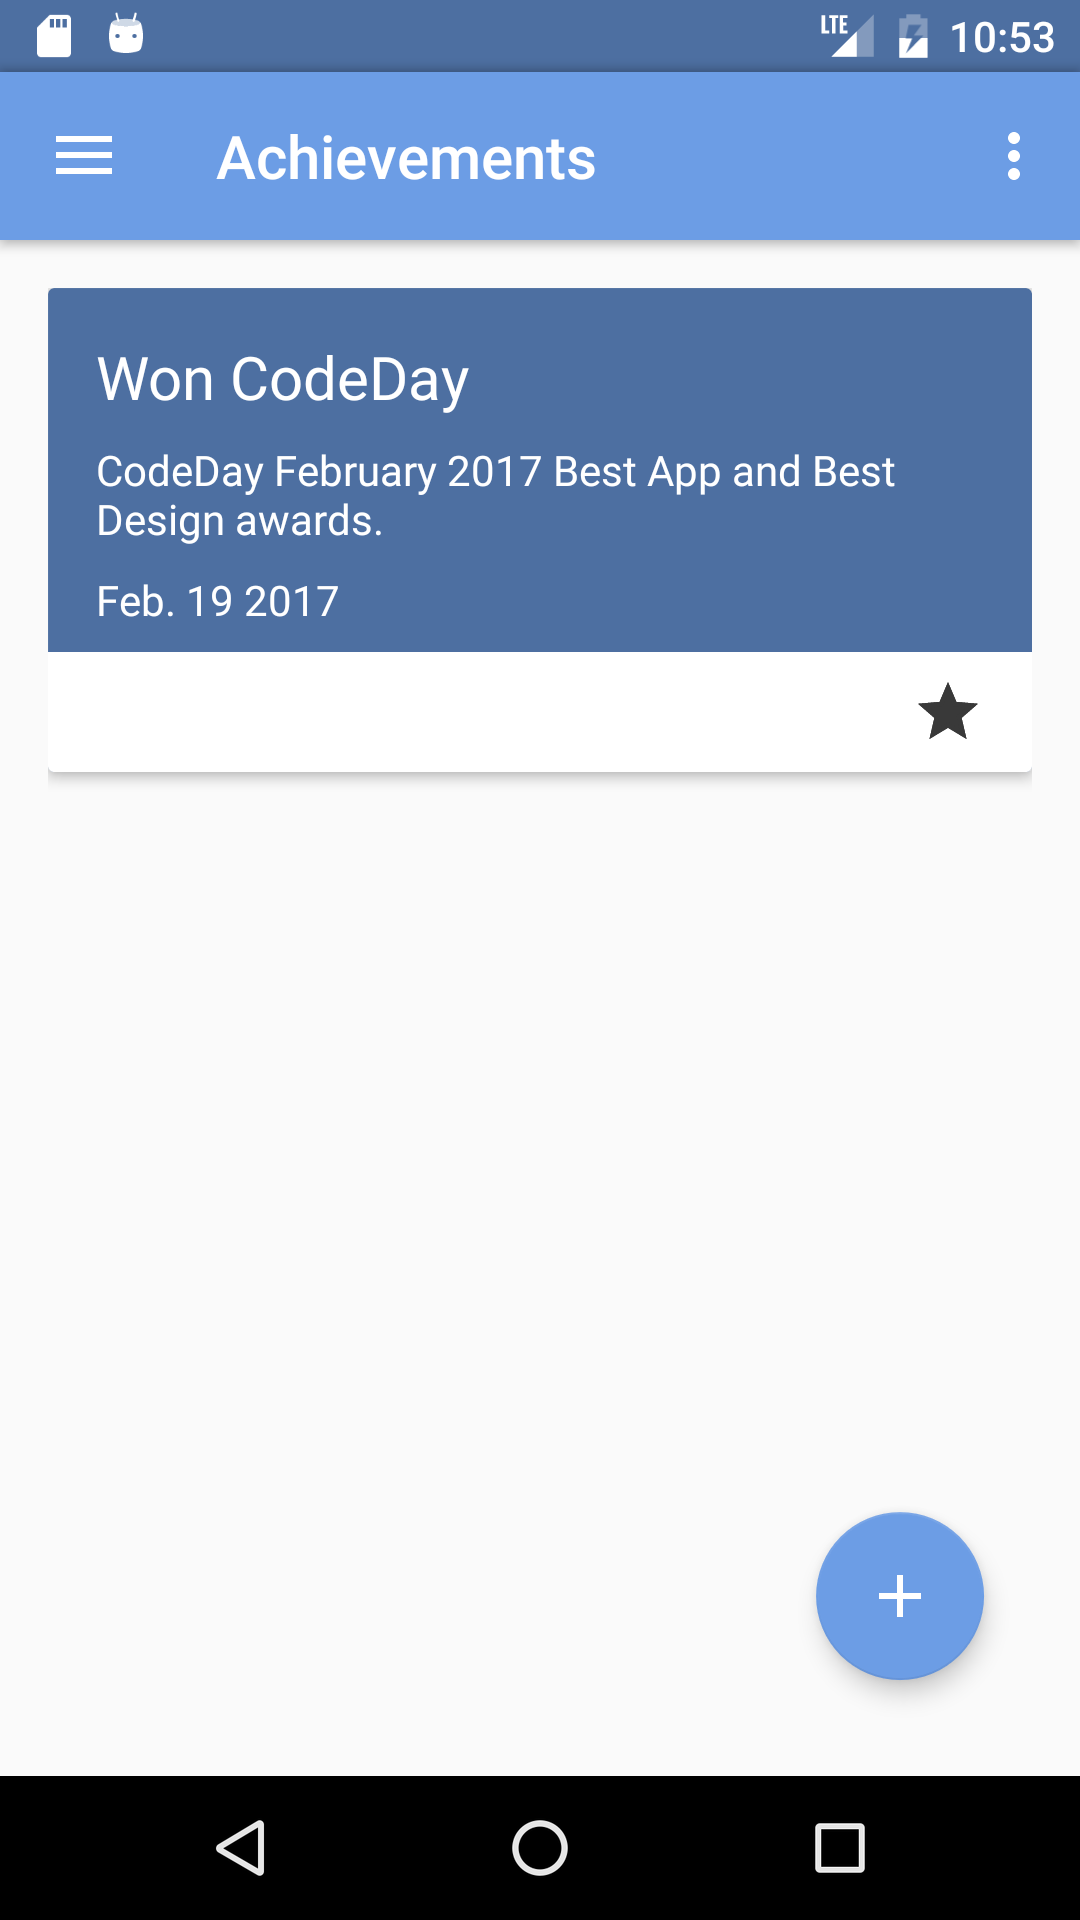 LTE 10:53
Achievements
Won CodeDay
CodeDay February 2017 Best App and Best
Design awards.
Feb. 19 2017